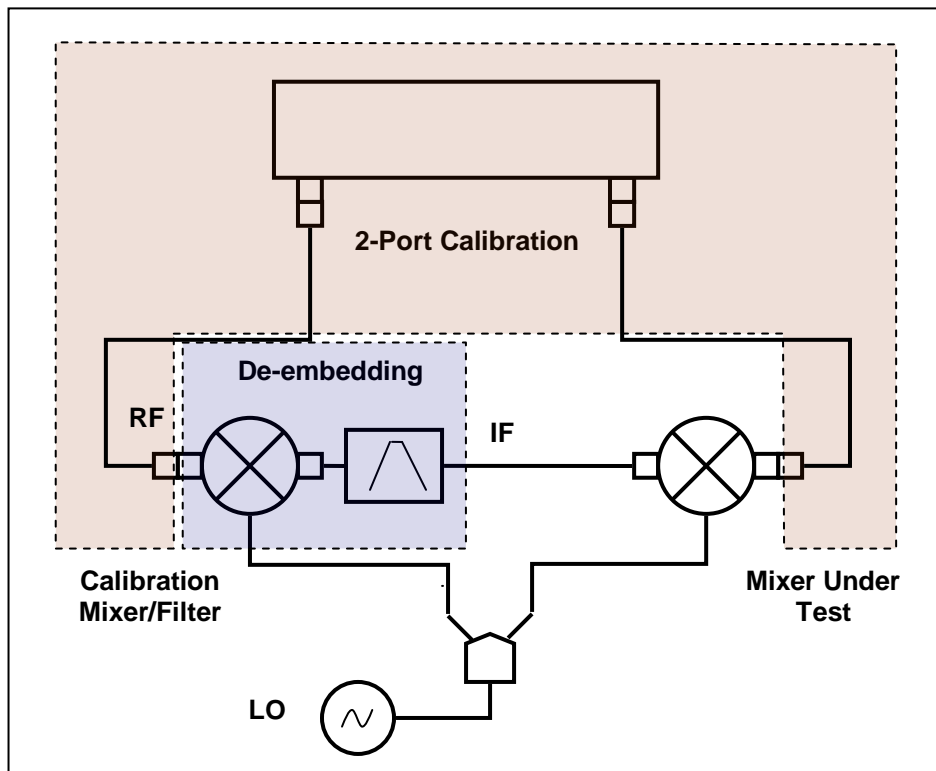 2-Port Calibration
De-embedding
RF
IF
Calibration
Mixer/Filter
Mixer Under
Test
LO